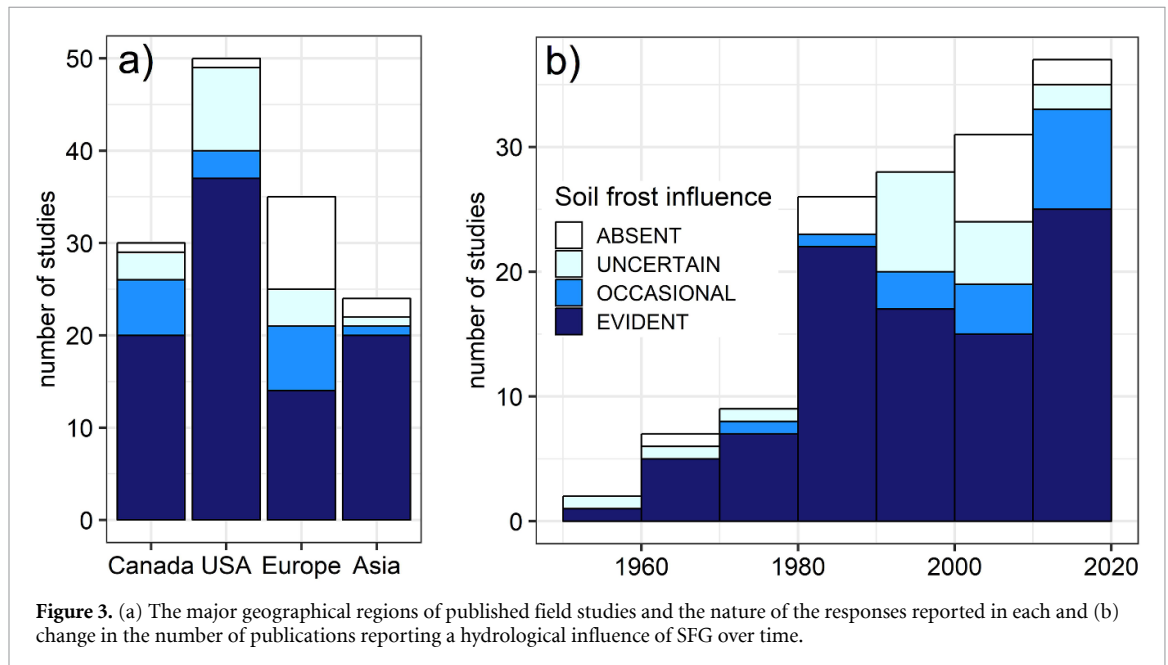 a)
number of studies
50
40
30
20
10
0
Canada USA Europe Asia
b)
number of studies
30
20
10
0
Soil frost influence
ABSENT
UNCERTAIN
OCCASIONAL
EVIDENT
1960 1980 2000 2020
Figure 3. (a) The major geographical regions of published field studies and the nature of the responses reported in each and (b)
change in the number of publications reporting a hydrological influence of SFG over time.